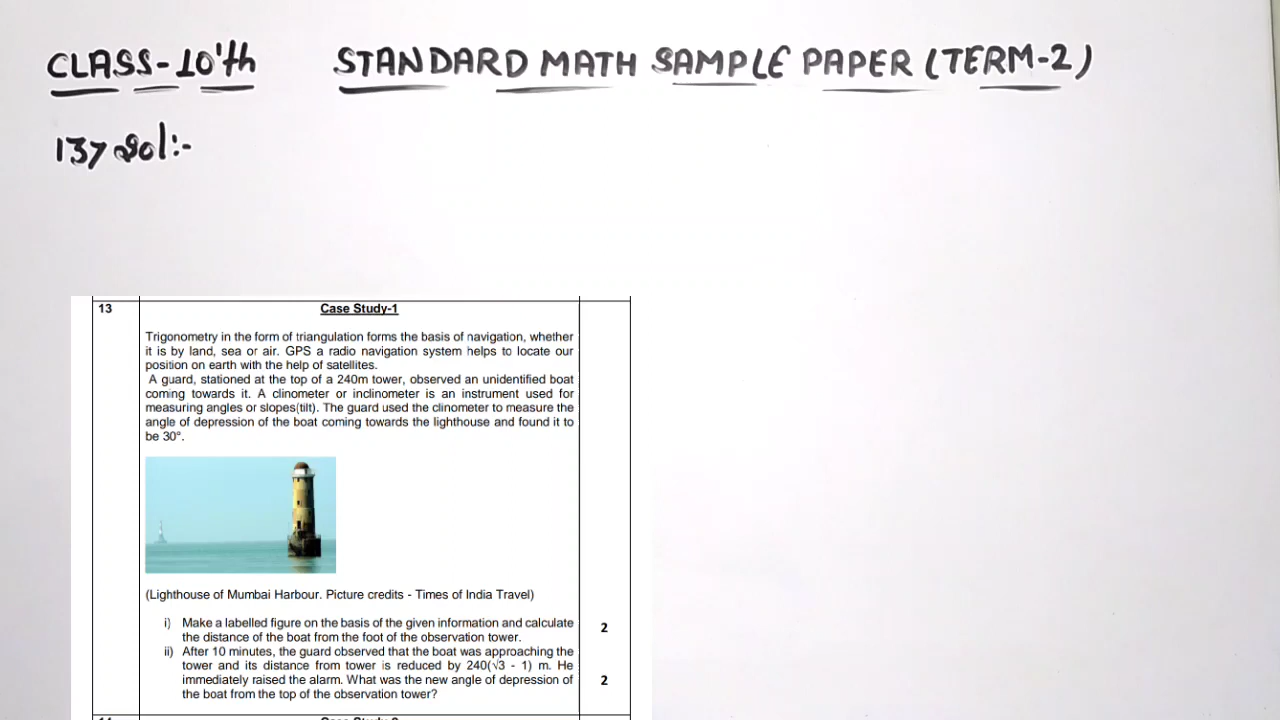 CLASS-10'th STANDARD MATH SAMPLE PAPER (TERM-2)
13) Sol:-
13 Case Study-1
Trigonometry in the form of triangulation forms the basis of navigation, whether
it is by land, sea or air. GPS a radio navigation system helps to locate our
position on earth with the help of satellites.
A guard, stationed at the top of a 240m tower, observed an unidentified boat
coming towards it. A clinometer or inclinometer is an instrument used for
measuring angles or slopes(tilt). The guard used the clinometer to measure the
angle of depression of the boat coming towards the lighthouse and found it to
be 30°.
(Lighthouse of Mumbai Harbour. Picture credits - Times of India Travel)
i) Make a labelled figure on the basis of the given information and calculate
the distance of the boat from the foot of the observation tower. 2
ii) After 10 minutes, the guard observed that the boat was approaching the
tower and its distance from tower is reduced by 240(√3 - 1) m. He
immediately raised the alarm. What was the new angle of depression of 2
the boat from the top of the observation tower?